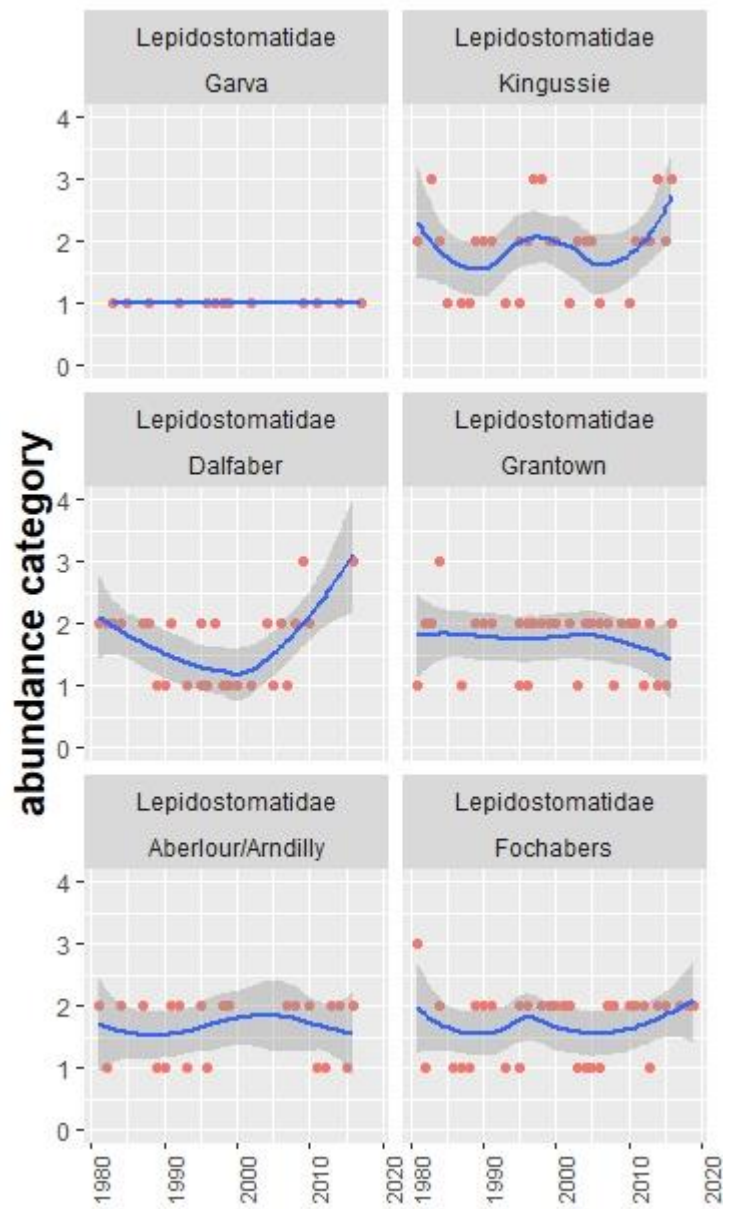 Lepidostomatidae
Garva
Lepidostomatidae
Kingussie
4
3
2
1
0
Lepidostomatidae
Dalfaber
Lepidostomatidae
Grantown
4
3
2
1
0
abundance category
Lepidostomatidae
Aberlour/Arndilly
Lepidostomatidae
Fochabers
4
3
2
1
0
1980 1990 2000 2010 2020
1980 1990 2000 2010 2020